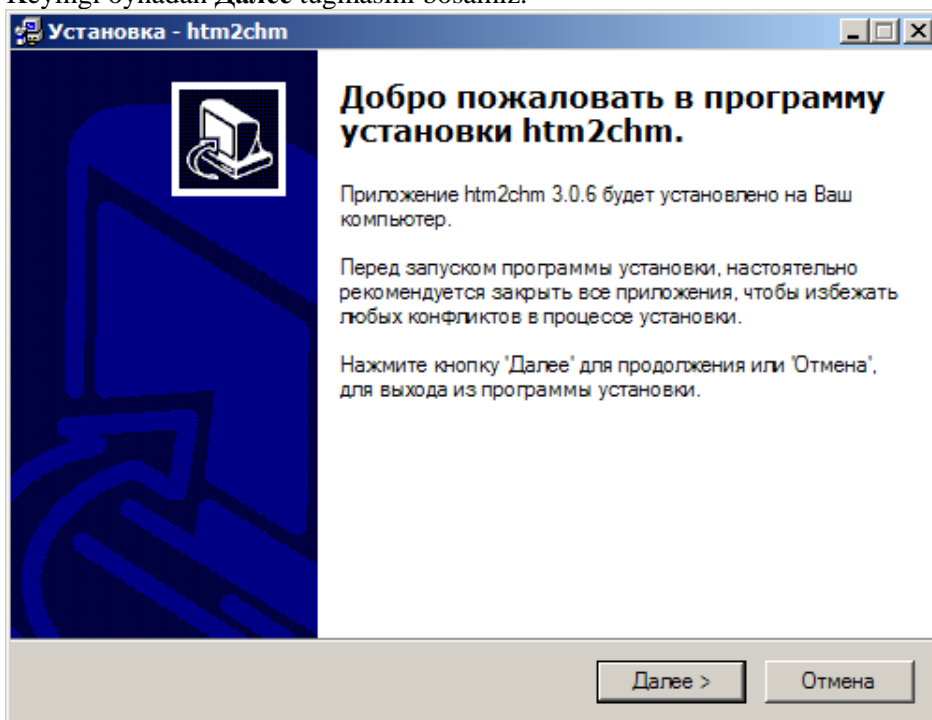 Keyingi oynadan Далее tugmasini bosamiz.
Установка - htm2chm
Добро пожаловать в программу
установки htm2chm.
Приложение htm2chm 3.0.6 будет установлено на Ваш
компьютер.
Перед запуском программы установки, настоятельно
рекомендуется закрыть все приложения, чтобы избежать
любых конфликтов в процессе установки.
Нажмите кнопку 'Далее' для продолжения или 'Отмена',
для выхода из программы установки.
Далее >
Отмена